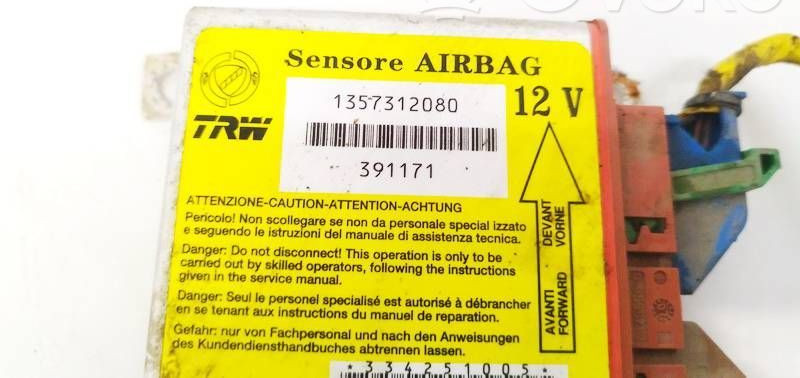 Sensore AIRBAG
1357312080
12 V
TRW
391171
ATTENZIONE-CAUTION-ATTENTION-ACHTUNG
Pericolo! Non scollegare se non da personale special izzato
e seguendo le istruzioni del manuale di assistenza tecnica.
Danger: Do not disconnect! This operation is only to be
carried out by skilled operators, following the instructions
given in the service manual.
Danger: Seul le personel specialisé est autorisé à débrancher
en se tenant aux instructions du manuel de reparation.
Gefahr: nur von Fachpersonal und nach den Anweisungen
des Kundendiensthandbuches abtrennen lassen.
DEVANT
VORNE
AVANTI
FORWARD
*334251005*